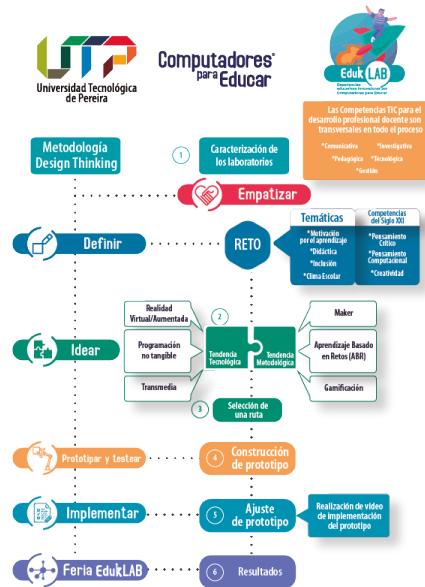 UTP
Universidad Tecnológica
de Pereira
Computadores
para Educar
Eduk LAB
Las Competencias TIC para el
desarrollo profesional docente son
transversales en todo el proceso
*Comunicativa *Investigativa
*Pedagógica *Tecnológica
*Gestión
Metodología
Design Thinking
1
Caracterización de
los laboratorios
Empatizar
Definir
RETO
Temáticas
*Motivación
por el aprendizaje
*Didáctica
*Inclusión
*Clima Escolar
Competencias
del Siglo XXI
*Pensamiento
Crítico
*Pensamiento
Computacional
*Creatividad
Idear
Realidad
Virtual/Aumentada
Programación
no tangible
Transmedia
2
Tendencia
Tecnológica
Tendencia
Metodológica
Maker
Aprendizaje Basado
en Retos (ABR)
Gamificación
3
Selección de
una ruta
Prototipar y testear
4
Construcción
de prototipo
Implementar
5
Ajuste
de prototipo
Realización de video
de implementación
del prototipo
Feria EdukLAB
6
Resultados